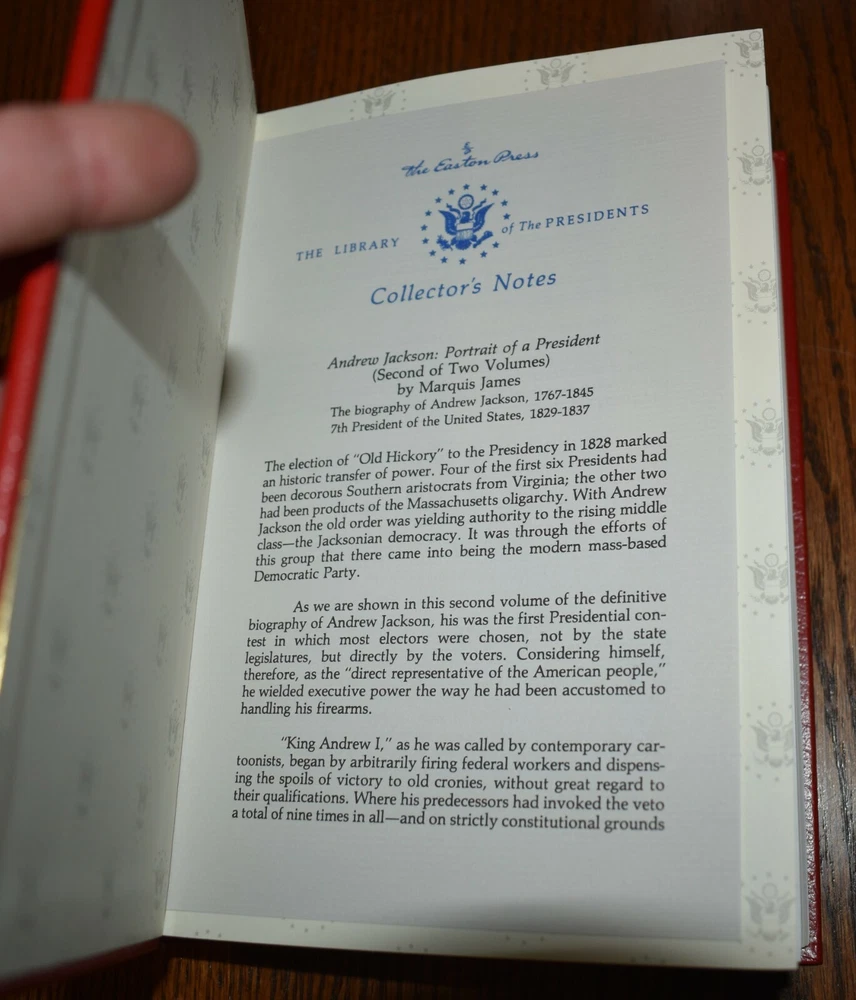 The Easton Press
THE LIBRARY of The PRESIDENTS
Collector's Notes
Andrew Jackson: Portrait of a President
(Second of Two Volumes)
by Marquis James
The biography of Andrew Jackson, 1767-1845
7th President of the United States, 1829-1837
The election of "Old Hickory" to the Presidency in 1828 marked
an historic transfer of power. Four of the first six Presidents had
been decorous Southern aristocrats from Virginia; the other two
had been products of the Massachusetts oligarchy. With Andrew
Jackson the old order was yielding authority to the rising middle
class—the Jacksonian democracy. It was through the efforts of
this group that there came into being the modern mass-based
Democratic Party.
As we are shown in this second volume of the definitive
biography of Andrew Jackson, his was the first Presidential con-
test in which most electors were chosen, not by the state
legislatures, but directly by the voters. Considering himself,
therefore, as the "direct representative of the American people,"
he wielded executive power the way he had been accustomed to
handling his firearms.
"King Andrew I," as he was called by contemporary car-
toonists, began by arbitrarily firing federal workers and dispens-
ing the spoils of victory to old cronies, without great regard to
their qualifications. Where his predecessors had invoked the veto
a total of nine times in all—and on strictly constitutional grounds